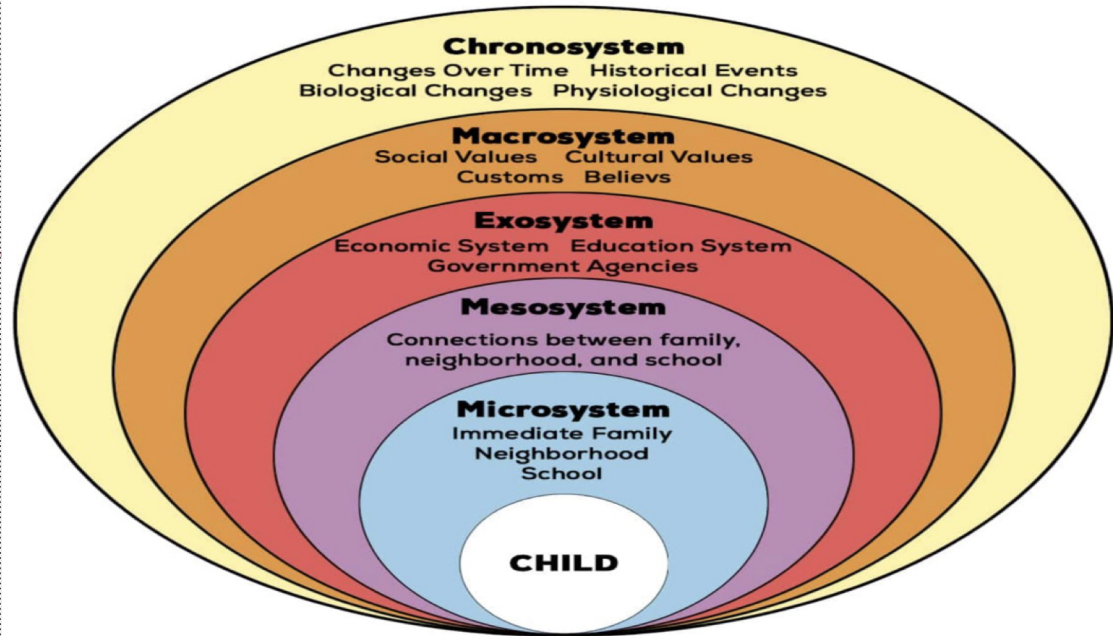 Chronosystem
Changes Over Time Historical Events
Biological Changes Physiological Changes
Macrosystem
Social Values Cultural Values
Customs Believs
Exosystem
Economic System Education System
Government Agencies
Mesosystem
Connections between family,
neighborhood, and school
Microsystem
Immediate Family
Neighborhood
School
CHILD